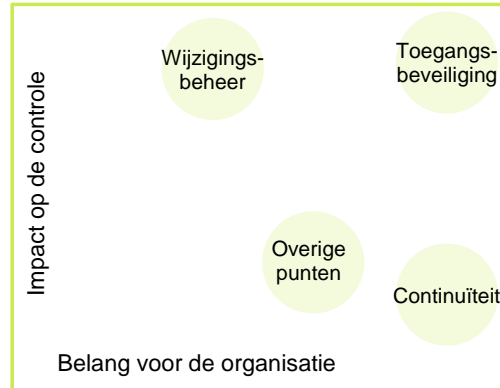 Wijzigings-
beheer
Toegangs-
beveiliging
Impact op de controle
Overige
punten
Continuïteit
Belang voor de organisatie